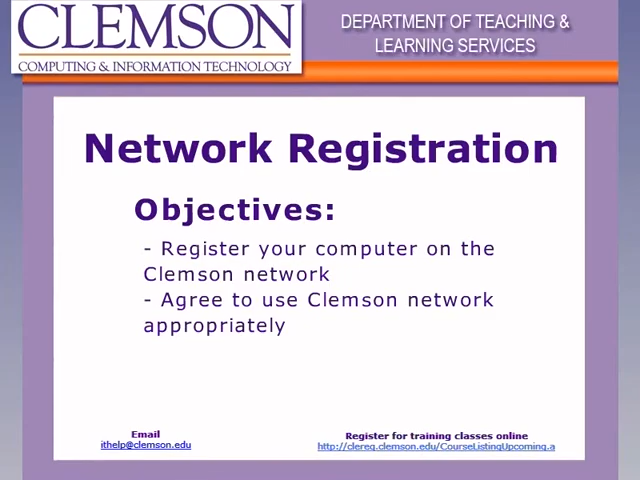 CLEMSON
COMPUTING & INFORMATION TECHNOLOGY
DEPARTMENT OF TEACHING &
LEARNING SERVICES
Network Registration
Objectives:
- Register your computer on the
Clemson network
- Agree to use Clemson network
appropriately
Email
ithelp@clemson.edu
Register for training classes online
http://clereg.clemson.edu/CourseListingUpcoming.a